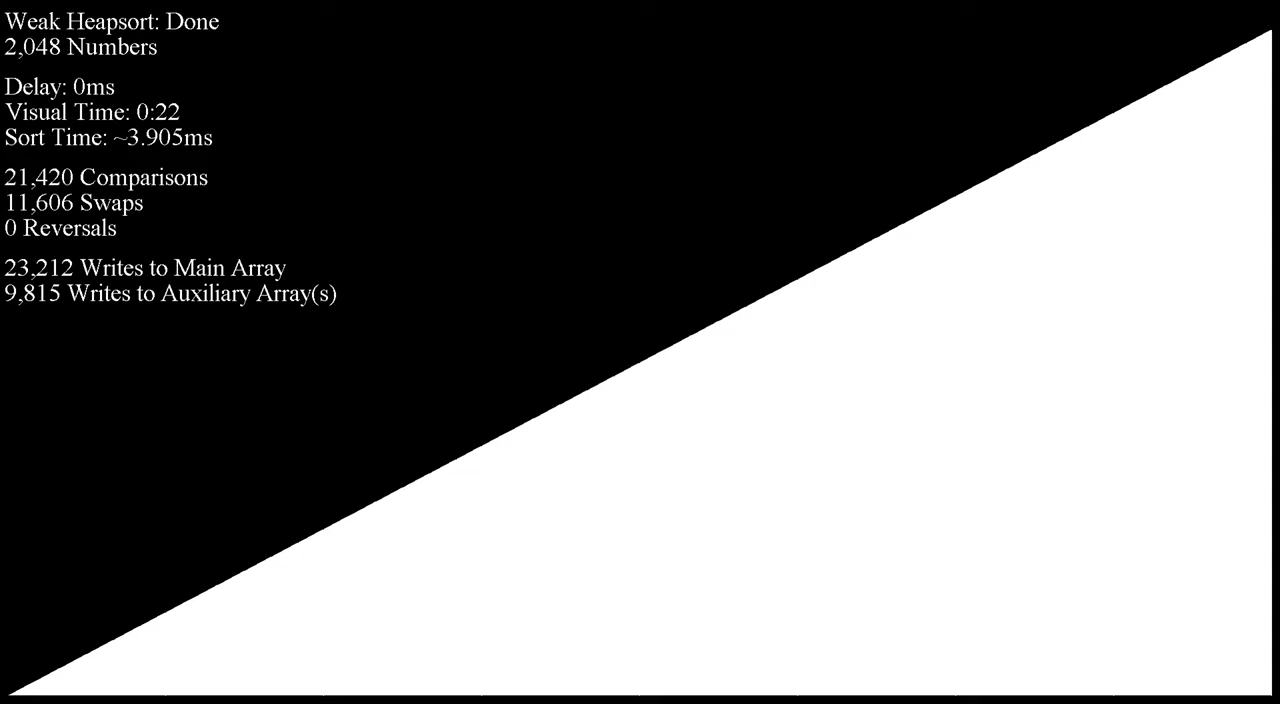 Weak Heapsort: Done
2,048 Numbers
Delay: 0ms
Visual Time: 0:22
Sort Time: ~3.905ms
21,420 Comparisons
11,606 Swaps
0 Reversals
23,212 Writes to Main Array
9,815 Writes to Auxiliary Array(s)